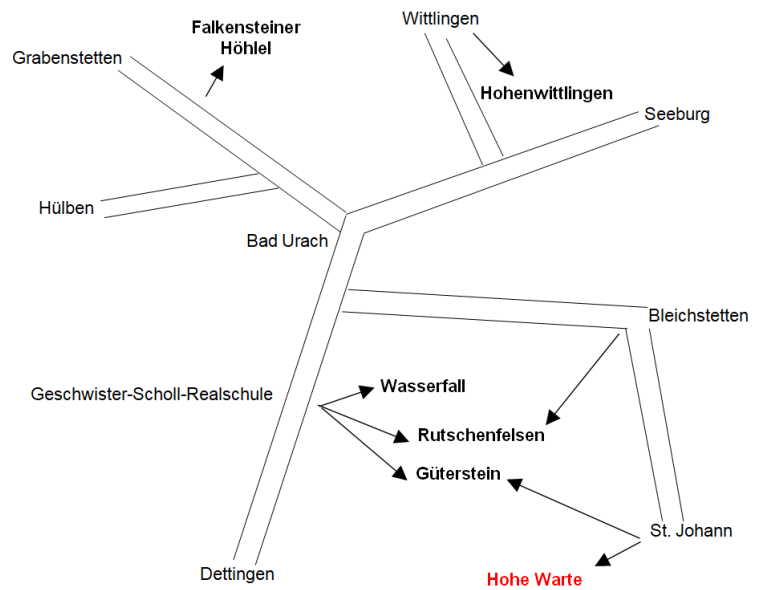 Wittlingen
Falkensteiner
Höhlel
Grabenstetten
Hohenwittlingen
Seeburg
Hülben
Bad Urach
Bleichstetten
Wasserfall
Geschwister-Scholl-Realschule
Rutschenfelsen
Güterstein
St. Johann
Dettingen
Hohe Warte